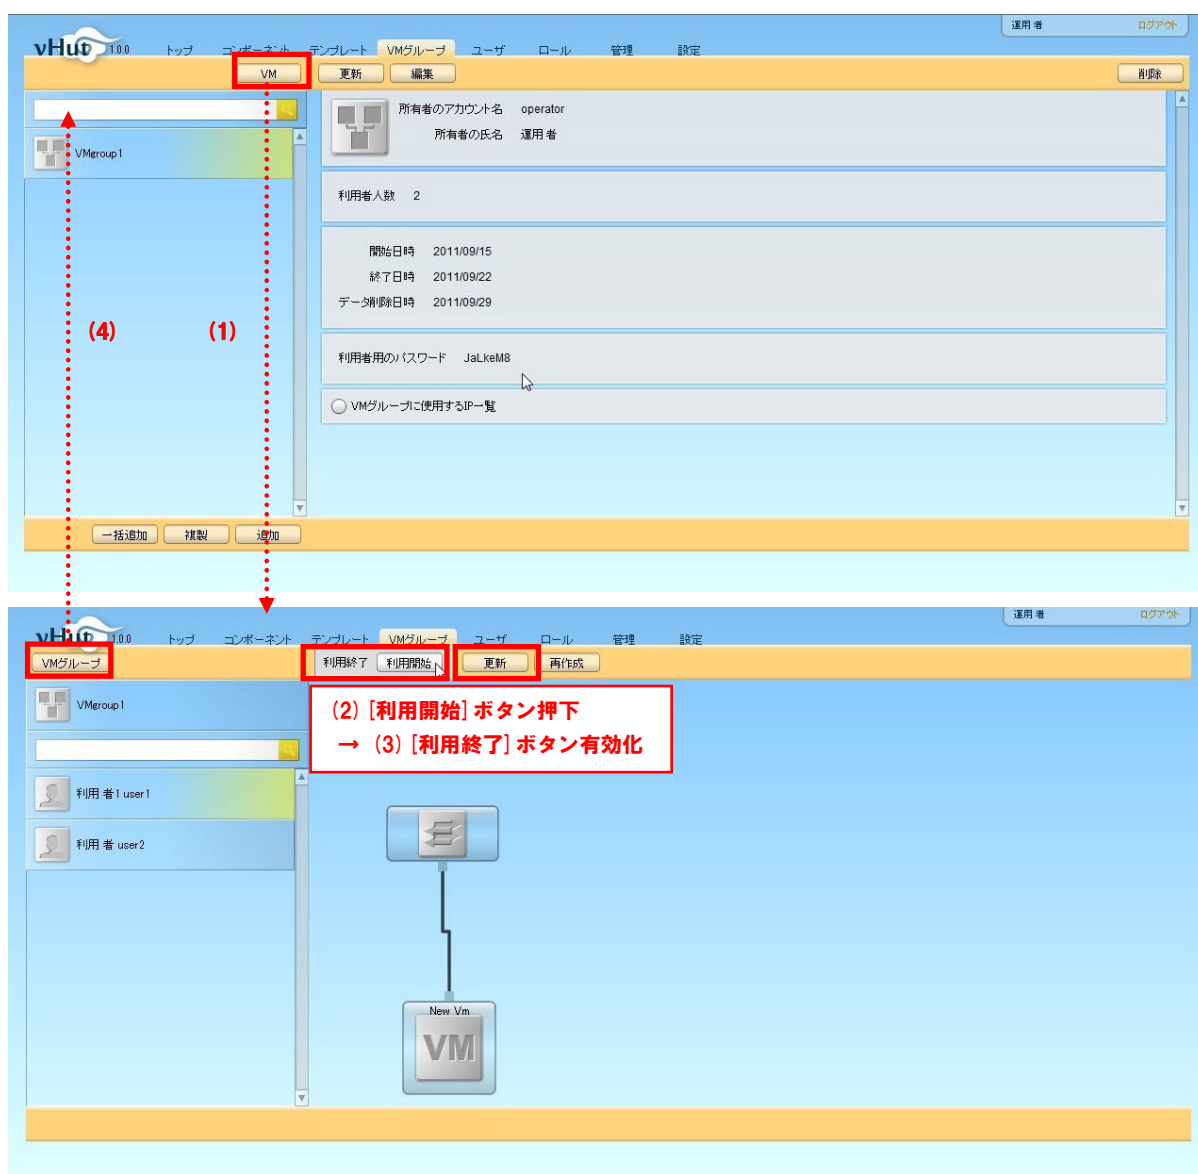 運用 者 ログアウト
νHut 1.0.0 トップ コンポーネント テンプレート VMグループ ユーザ ロール 管理 設定
VM 更新 編集 削除
所有者のアカウント名 operator
所有者の氏名 運用 者
VMgroup1
利用者人数 2
開始日時 2011/09/15
終了日時 2011/09/22
データ削除日時 2011/09/29
(4) (1)
利用者用のパスワード JaLkeM8
VMグループに使用するIP一覧
一括追加 複製 追加
運用 者 ログアウト
νHut 1.0.0 トップ コンポーネント テンプレート VMグループ ユーザ ロール 管理 設定
VMグループ 利用終了 利用開始 更新 再作成
VMgroup1
(2) [利用開始] ボタン押下
→ (3) [利用終了] ボタン有効化
利用 者1 user1
利用 者 user2
New Vm
VM